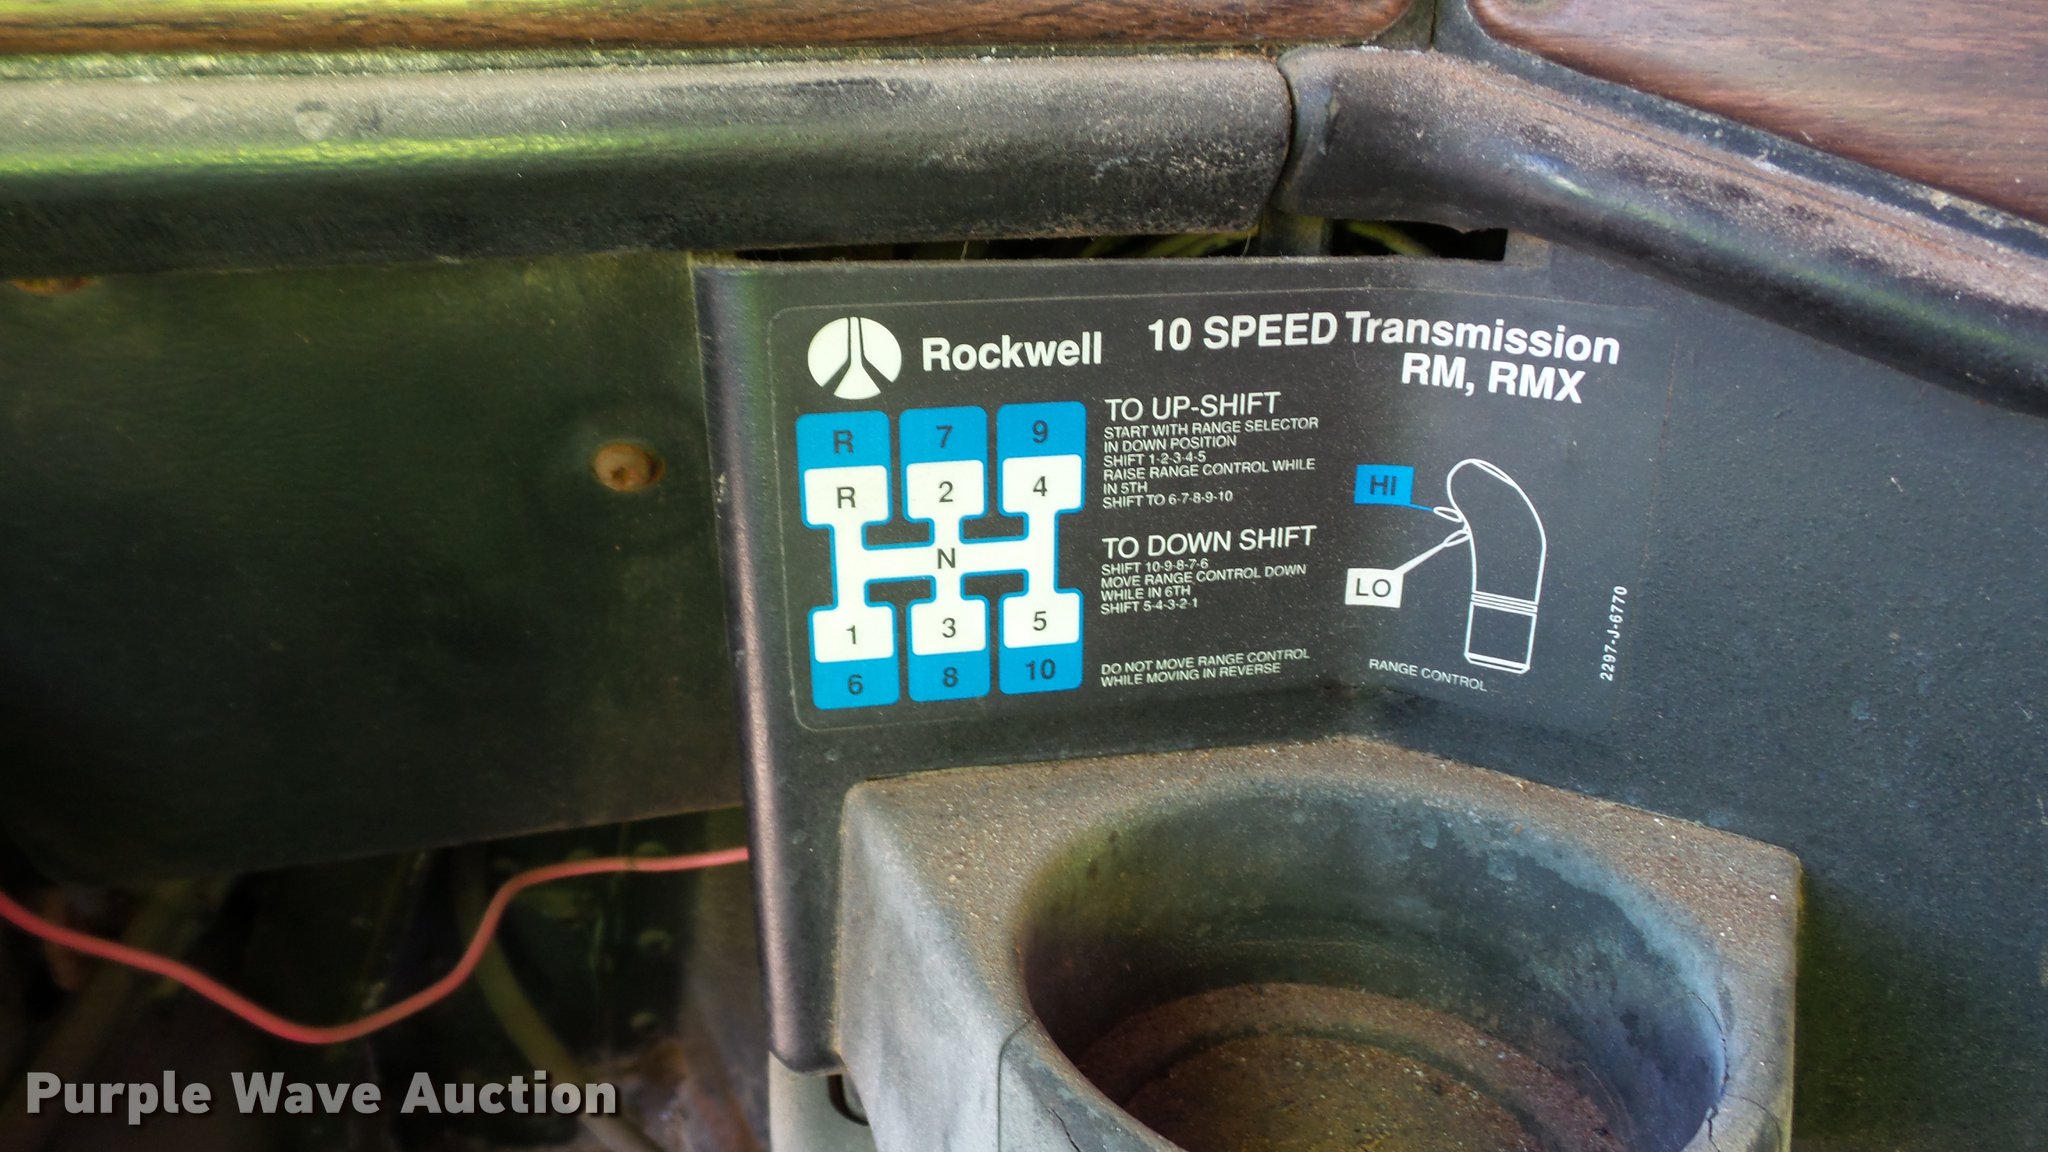 Rockwell
10 SPEED Transmission
RM, RMX
R 7 9
R 2 4
N
1 3 5
6 8 10
TO UP-SHIFT
START WITH RANGE SELECTOR
IN DOWN POSITION
SHIFT 1-2-3-4-5
RAISE RANGE CONTROL WHILE
IN 5TH
SHIFT TO 6-7-8-9-10
TO DOWN SHIFT
SHIFT 10-9-8-7-6
MOVE RANGE CONTROL DOWN
WHILE IN 6TH
SHIFT 5-4-3-2-1
DO NOT MOVE RANGE CONTROL
WHILE MOVING IN REVERSE
HI
LO
RANGE CONTROL
2297-J-6770
Purple Wave Auction